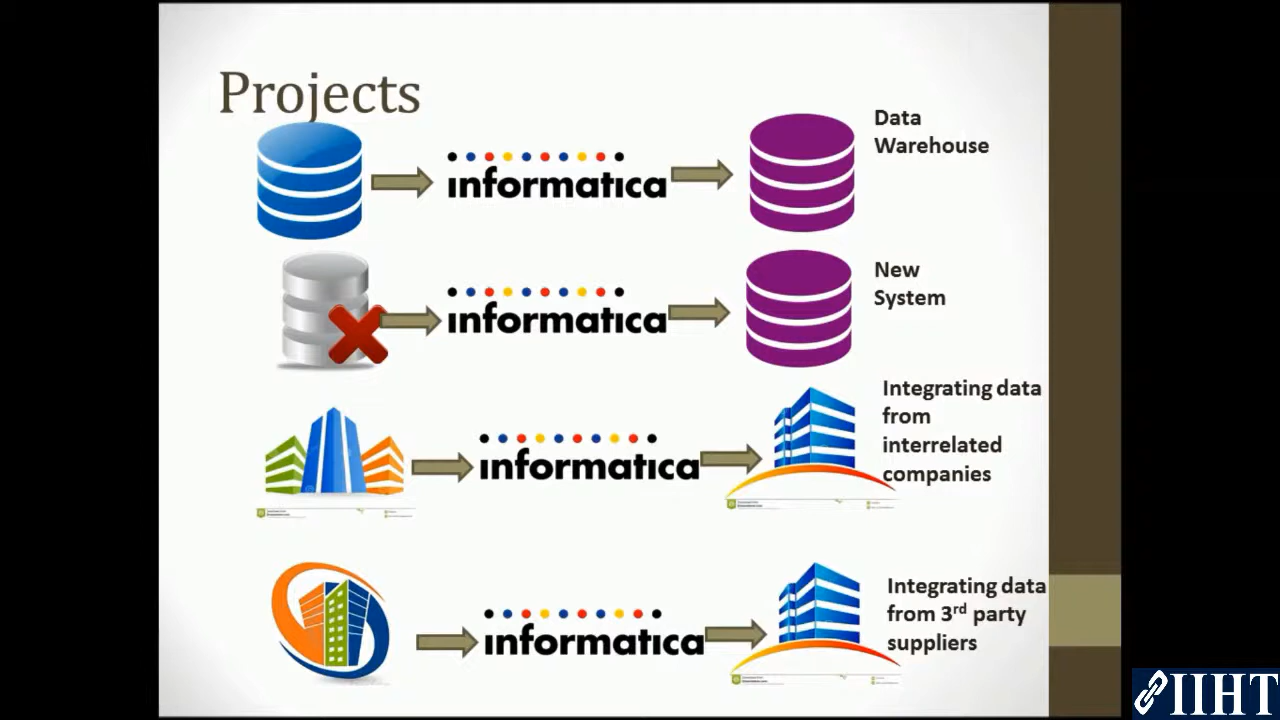 Projects
Data
Warehouse
informatica
New
System
informatica
Integrating data
from
interrelated
companies
informatica
Integrating data
from 3rd party
suppliers
informatica
IIHT